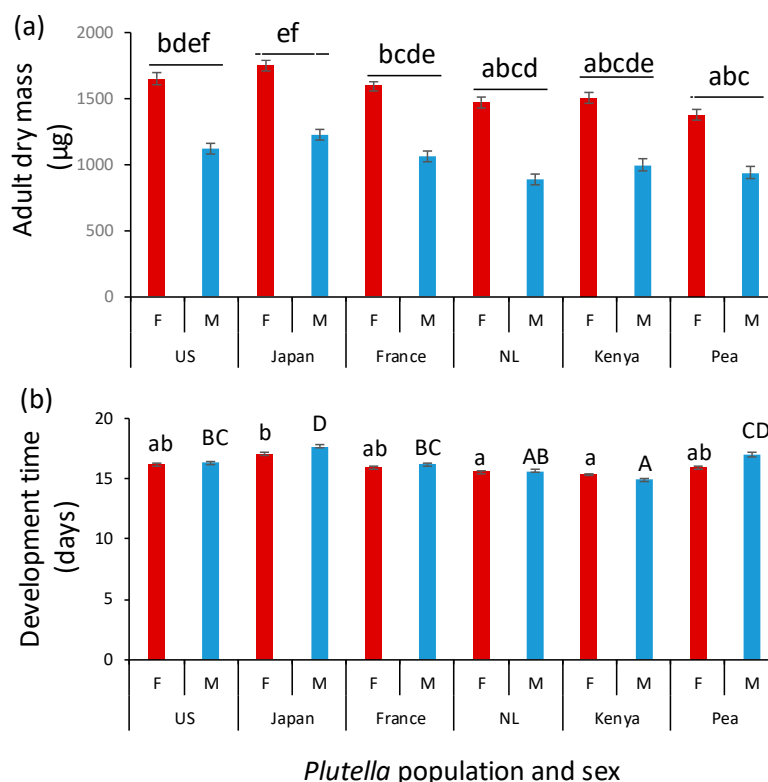 (a)
Adult dry mass
(µg)
2000
1500
1000
500
0
bdef
ef
bcde
abcd
abcde
abc
F M F M F M F M F M F M
US Japan France NL Kenya Pea
(b)
Development time
(days)
20
15
10
5
0
ab BC b D ab BC a AB a A ab CD
F M F M F M F M F M F M
US Japan France NL Kenya Pea
Plutella population and sex